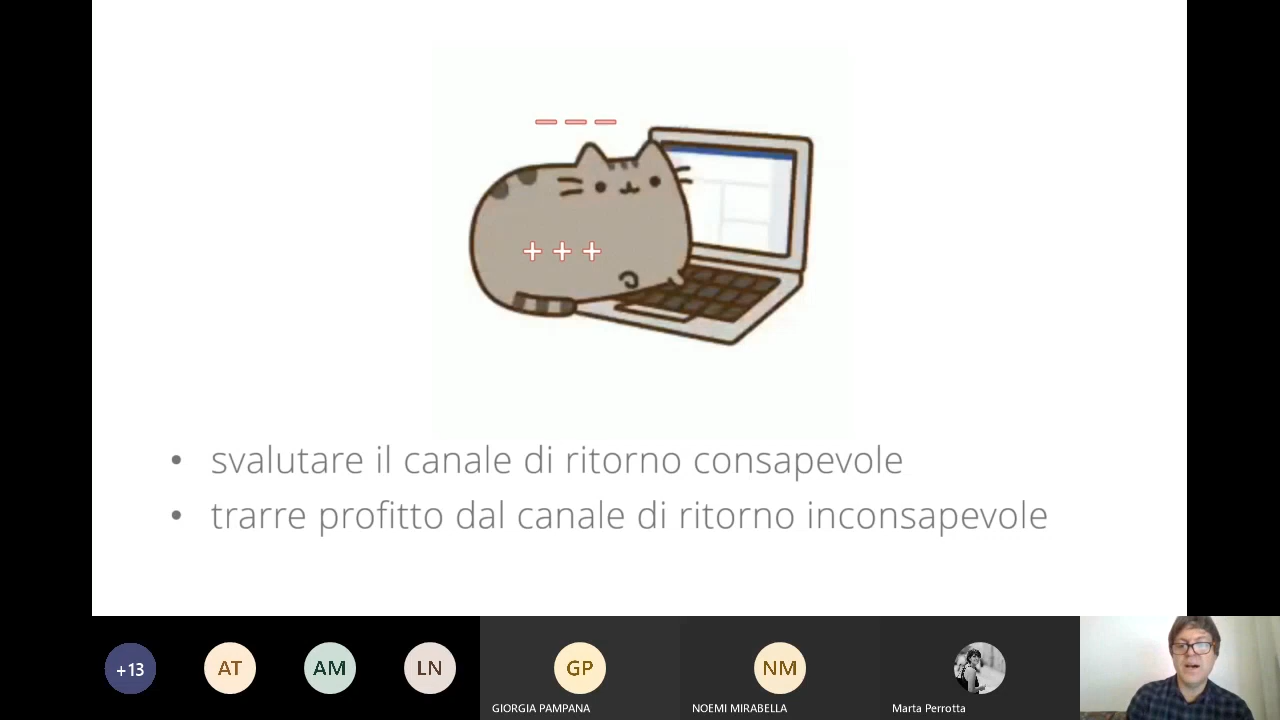 — — —
+ + +
• svalutare il canale di ritorno consapevole
• trarre profitto dal canale di ritorno inconsapevole
+13
AT
AM
LN
GP
NM
GIORGIA PAMPANA
NOEMI MIRABELLA
Marta Perrotta